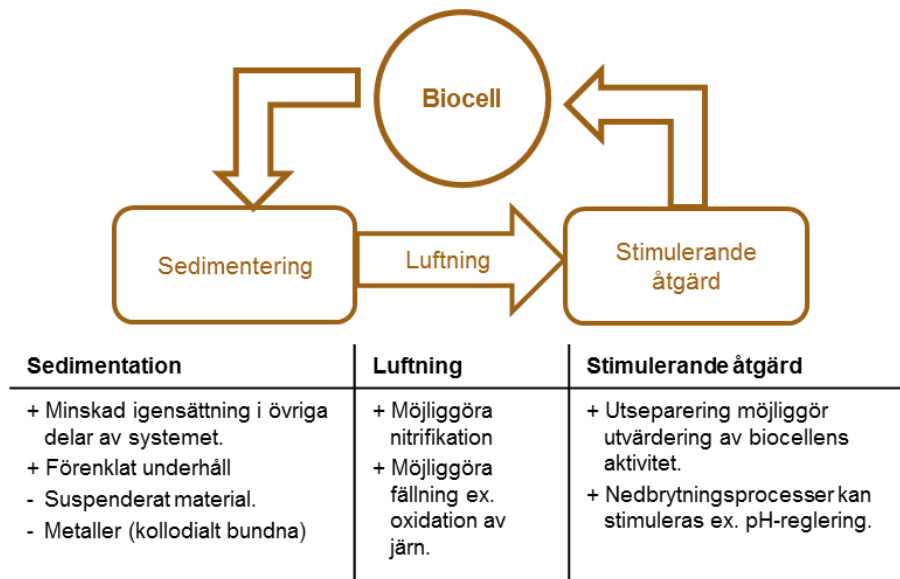 Biocell
Sedimentering
Luftning
Stimulerande
åtgärd
Sedimentation
+ Minskad igensättning i övriga
delar av systemet.
+ Förenklat underhåll
- Suspenderat material.
- Metaller (kollodialt bundna)
Luftning
+ Möjliggöra
nitrifikation
+ Möjliggöra
fällning ex.
oxidation av
järn.
Stimulerande åtgärd
+ Utseparering möjliggör
utvärdering av biocellens
aktivitet.
+ Nedbrytningsprocesser kan
stimuleras ex. pH-reglering.